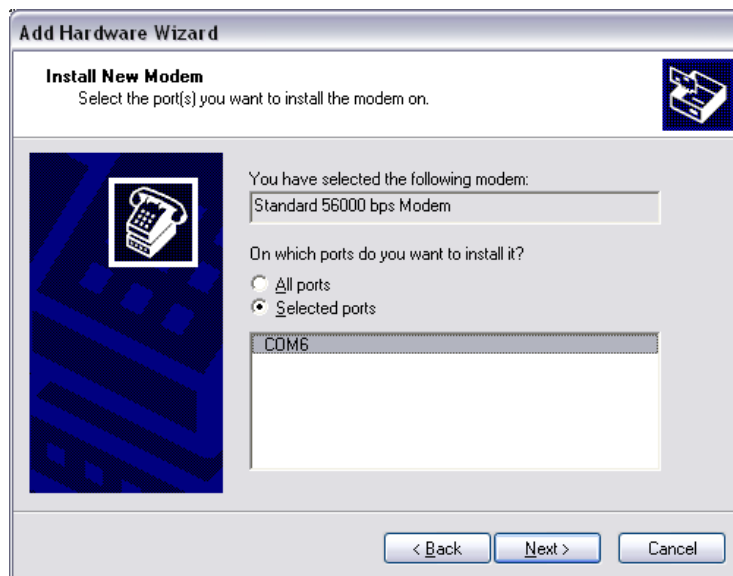 Add Hardware Wizard
Install New Modem
Select the port(s) you want to install the modem on.
You have selected the following modem:
Standard 56000 bps Modem
On which ports do you want to install it?
All ports
Selected ports
COM6
< Back Next > Cancel